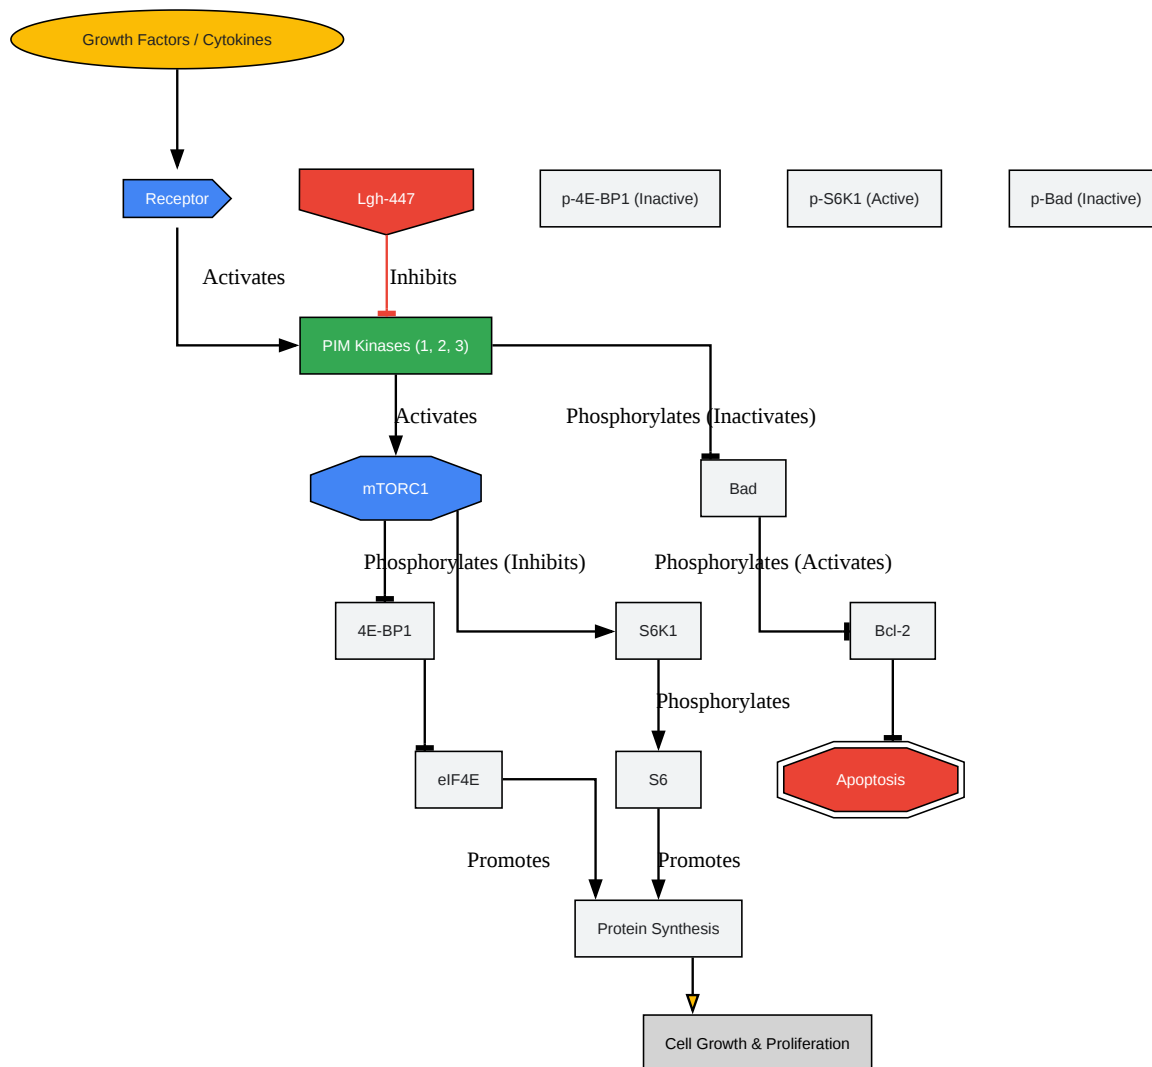 Growth Factors / Cytokines
Receptor
Lgh-447
p-4E-BP1 (Inactive)
p-S6K1 (Active)
p-Bad (Inactive)
Activates
Inhibits
PIM Kinases (1, 2, 3)
Activates
Phosphorylates (Inactivates)
mTORC1
Bad
Phosphorylates (Inhibits)
Phosphorylates (Activates)
4E-BP1
S6K1
Bcl-2
Phosphorylates
eIF4E
S6
Apoptosis
Promotes
Promotes
Protein Synthesis
Cell Growth & Proliferation